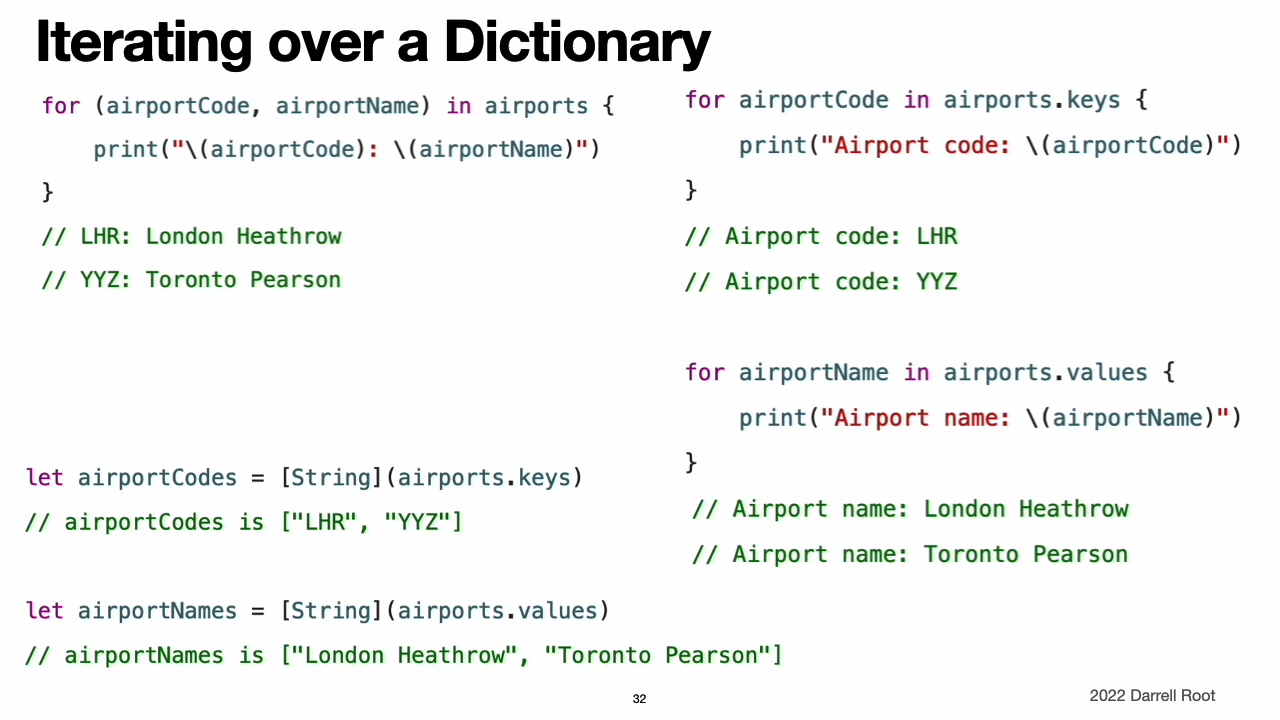 Iterating over a Dictionary
for (airportCode, airportName) in airports {
    print("\(airportCode): \(airportName)")
}
// LHR: London Heathrow
// YYZ: Toronto Pearson
for airportCode in airports.keys {
    print("Airport code: \(airportCode)")
}
// Airport code: LHR
// Airport code: YYZ
for airportName in airports.values {
    print("Airport name: \(airportName)")
}
// Airport name: London Heathrow
// Airport name: Toronto Pearson
let airportCodes = [String](airports.keys)
// airportCodes is ["LHR", "YYZ"]
let airportNames = [String](airports.values)
// airportNames is ["London Heathrow", "Toronto Pearson"]
32
2022 Darrell Root